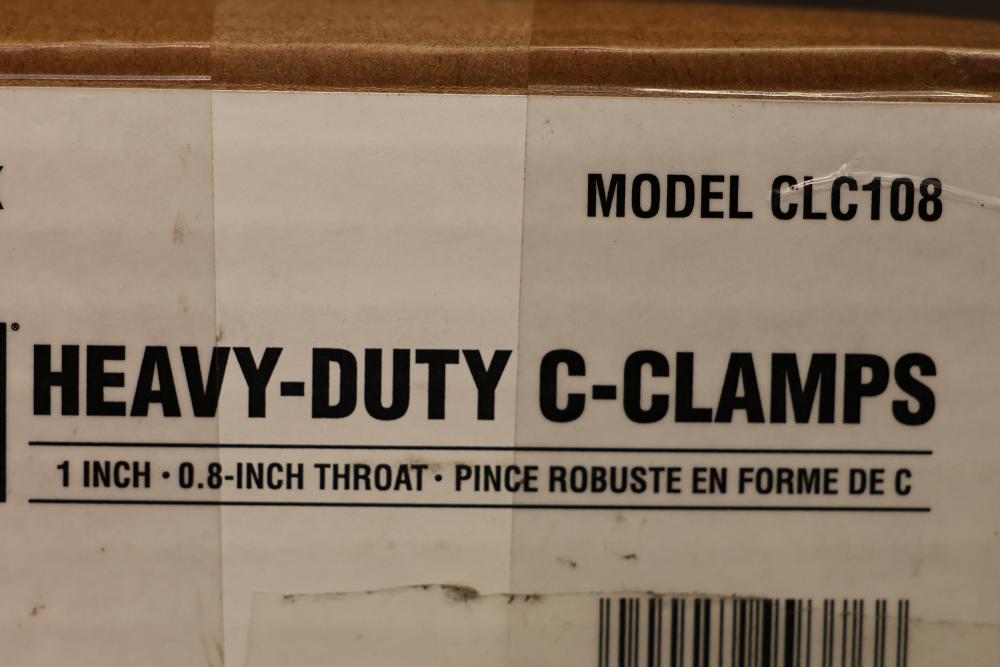 MODEL CLC108
®
HEAVY-DUTY C-CLAMPS
1 INCH • 0.8-INCH THROAT • PINCE ROBUSTE EN FORME DE C